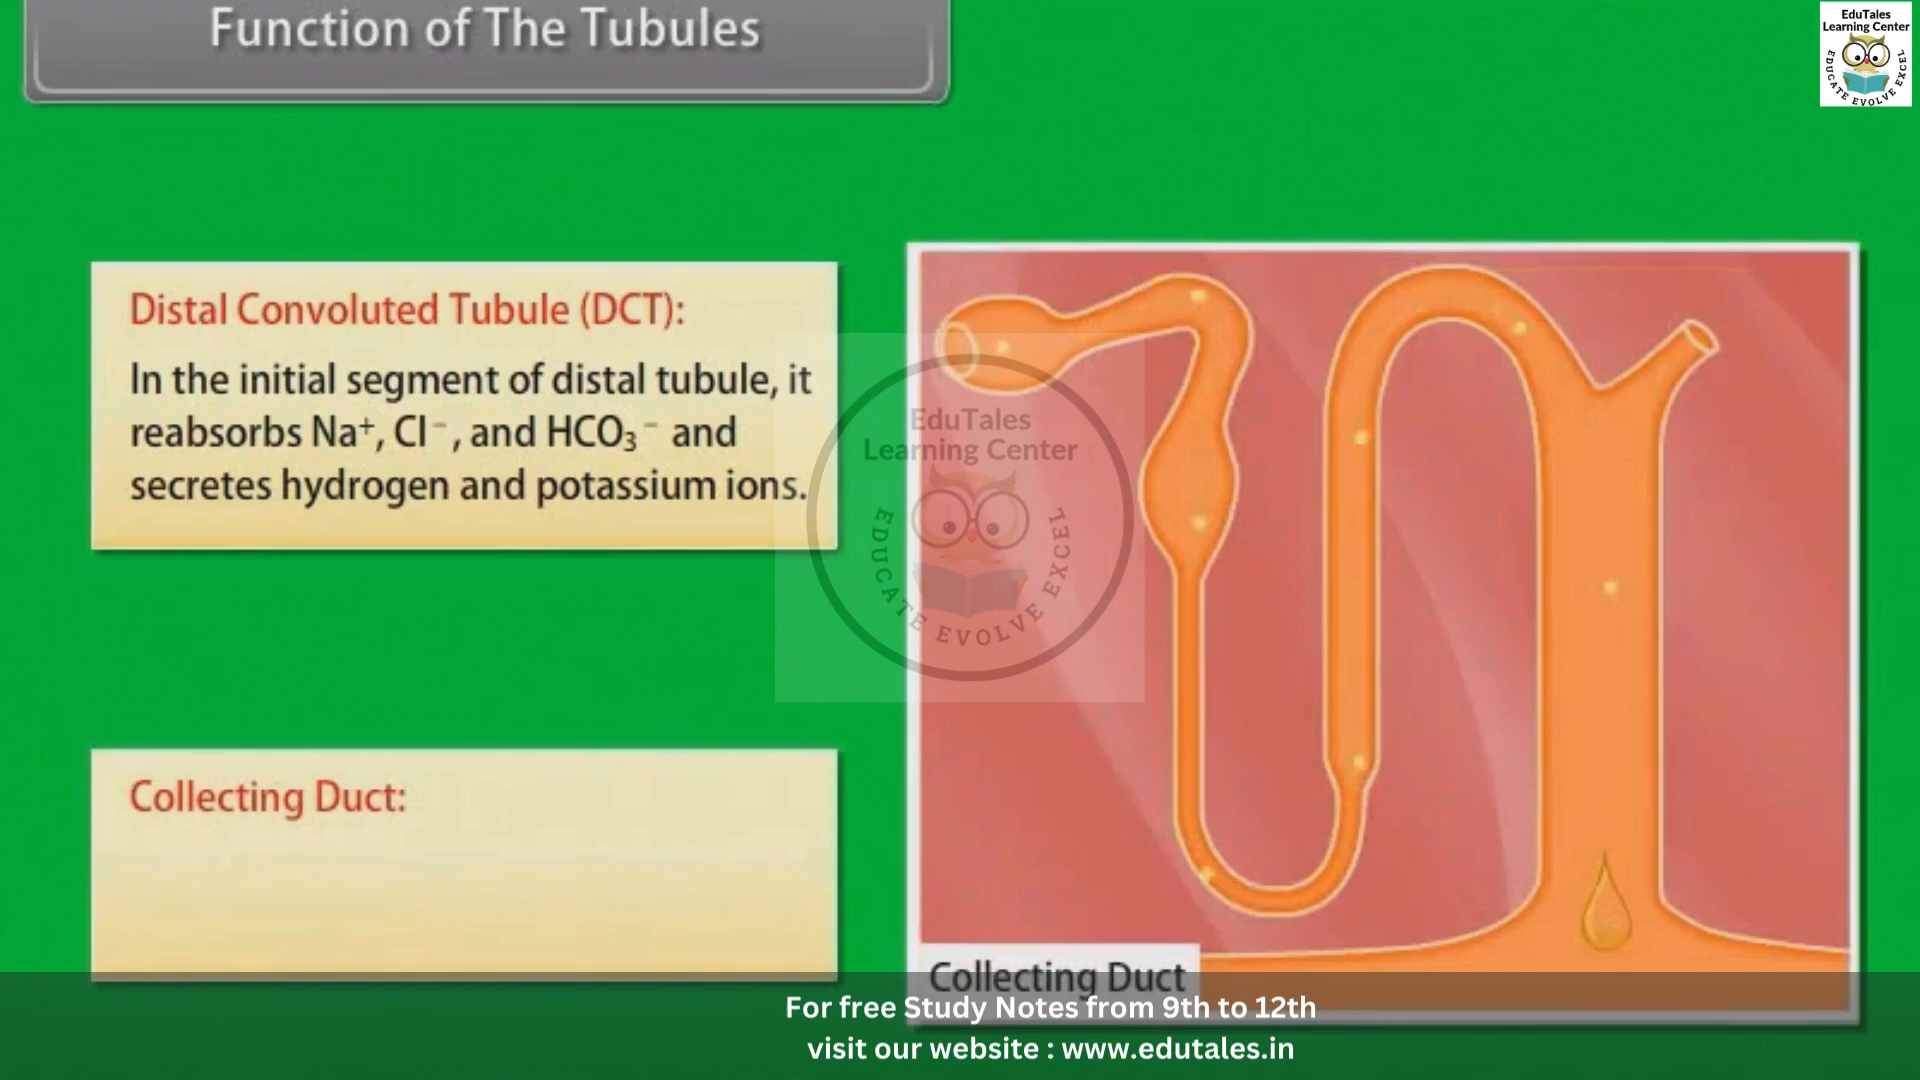 Function of The Tubules
EduTales
Learning Center
EDUCATE EVOLVE EXCEL
Distal Convoluted Tubule (DCT):
In the initial segment of distal tubule, it
reabsorbs Na⁺, Cl⁻, and HCO₃⁻ and
secretes hydrogen and potassium ions.
EduTales
Learning Center
EDUCATE EVOLVE EXCEL
Collecting Duct:
Collecting Duct
For free Study Notes from 9th to 12th
visit our website : www.edutales.in